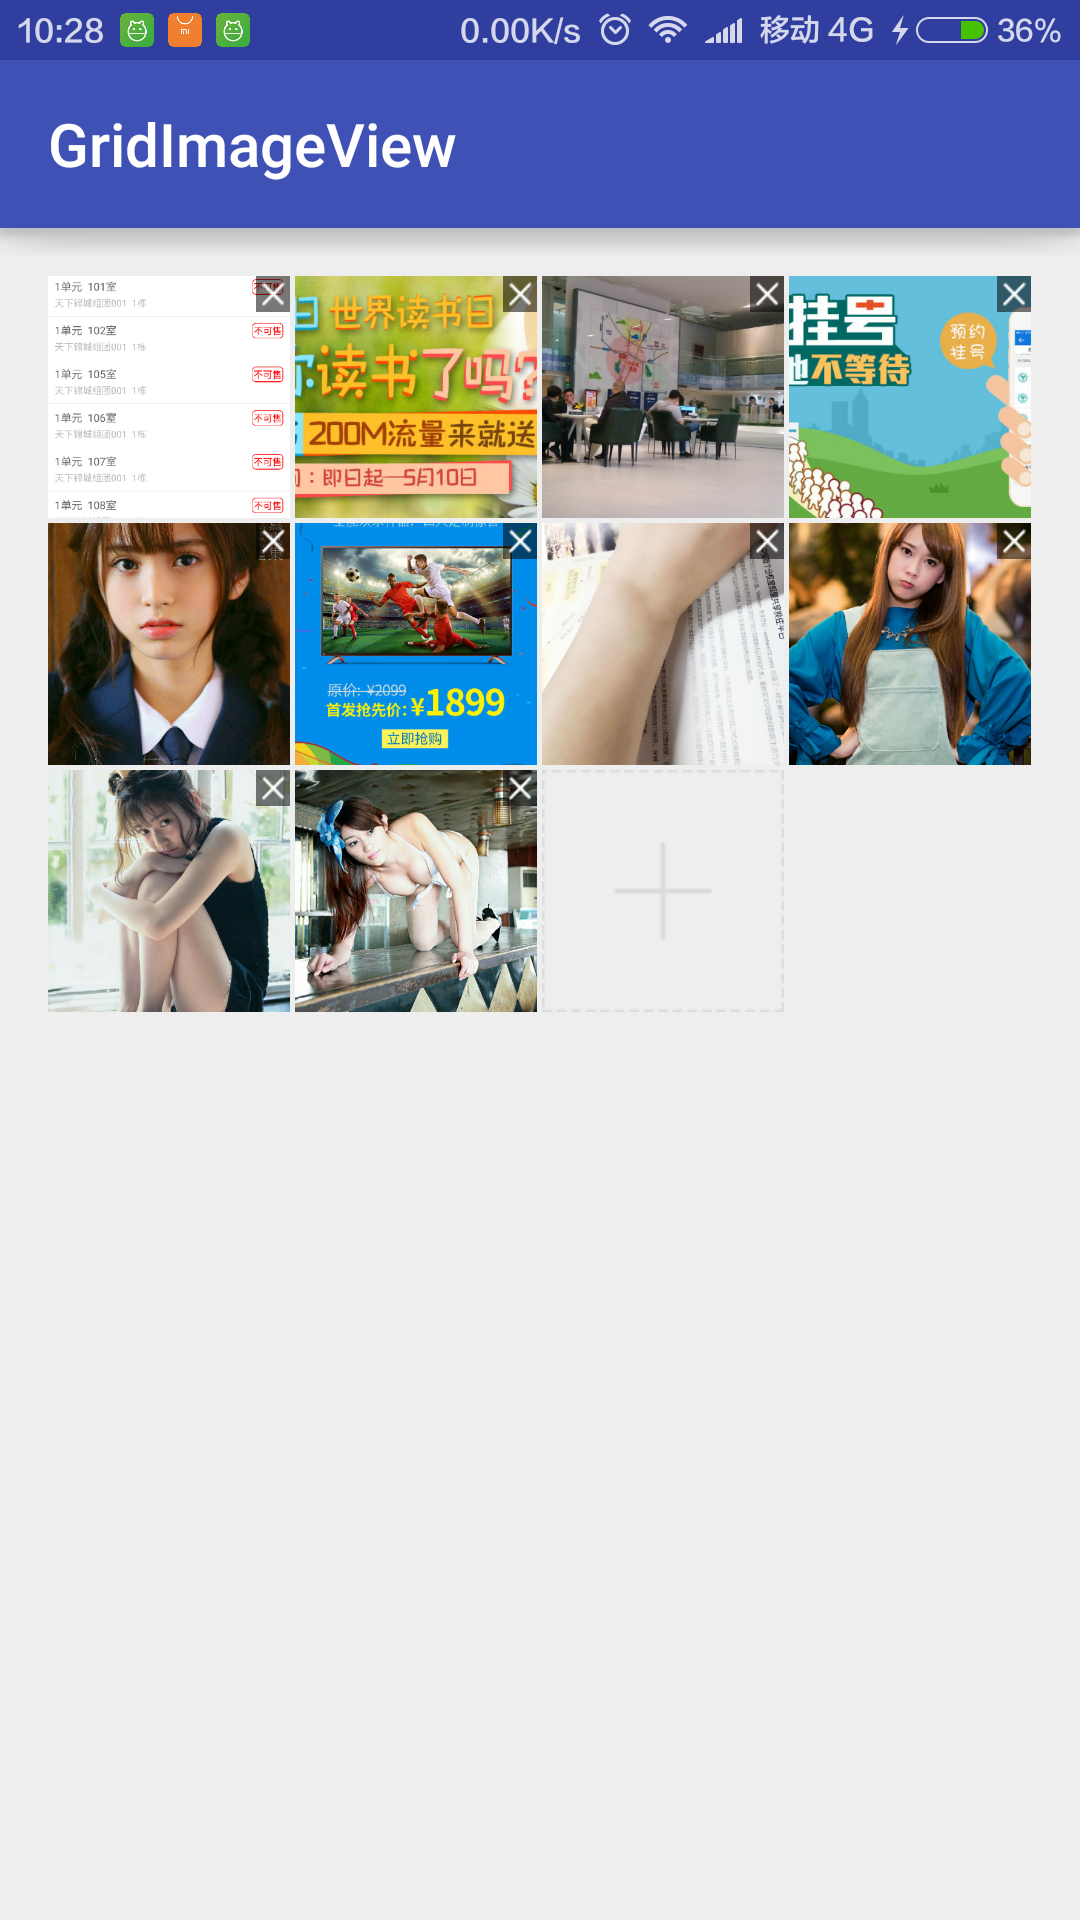 10:28
0.00K/s
移动 4G
36%
GridImageView
1单元 101室
天下锦城组团001 1栋
1单元 102室
不可售
天下锦城组团001 1栋
1单元 105室
不可售
天下锦城组团001 1栋
1单元 106室
不可售
天下锦城组团001 1栋
1单元 107室
不可售
天下锦城组团001 1栋
1单元 108室
不可售
世界读书日
读书了吗?
200M流量来就送
:即日起—5月10日
挂号
不等待
预约
挂号
原价: ¥2099
首发抢先价: ¥1899
立即抢购